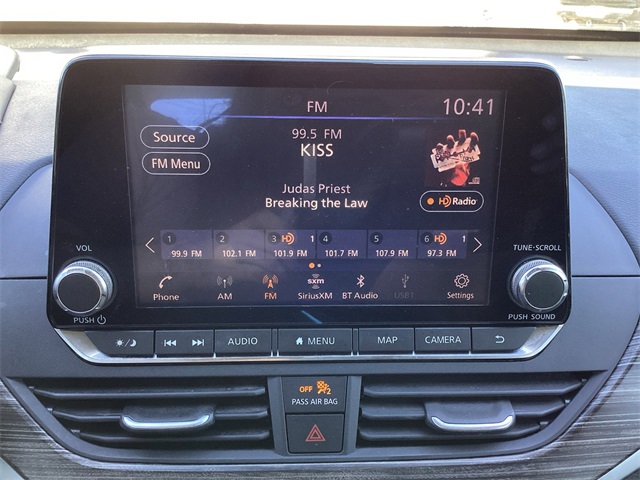 FM
10:41
Source
99.5 FM
KISS
FM Menu
Judas Priest
Breaking the Law
HD Radio
1 2 3 HD 1 4 5 6 HD 1
99.9 FM 102.1 FM 101.9 FM 101.7 FM 107.9 FM 97.3 FM
sxm
Phone AM FM SiriusXM BT Audio USB1 Settings
VOL
PUSH
TUNE·SCROLL
PUSH SOUND
AUDIO MENU MAP CAMERA
OFF 2
PASS AIR BAG